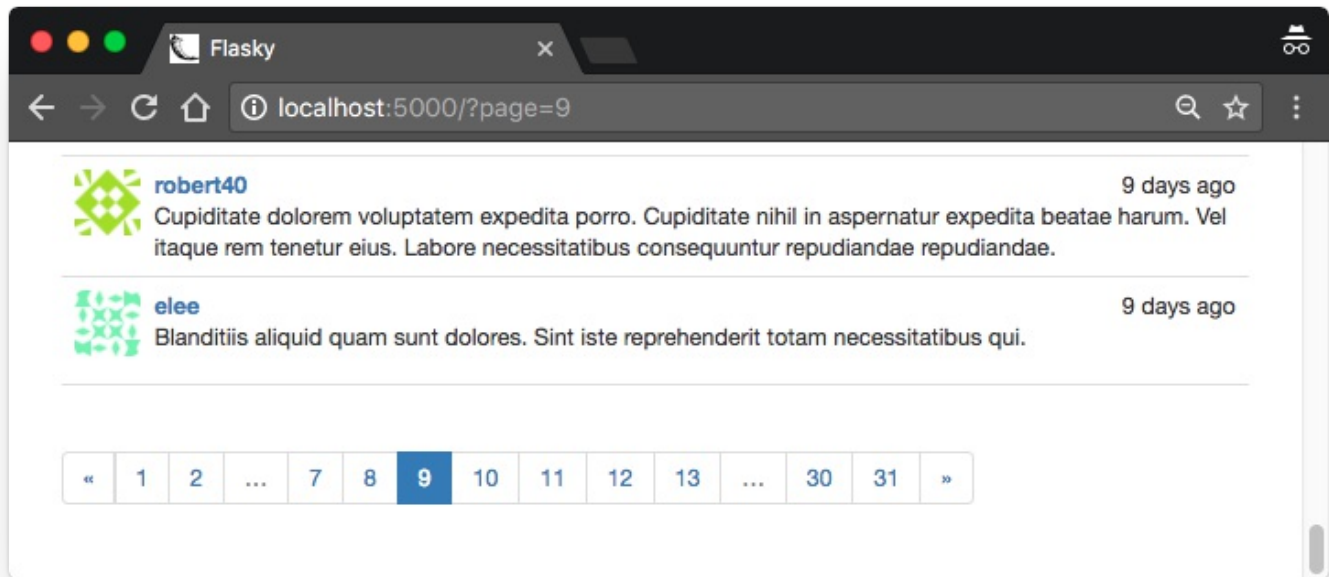 Flasky
localhost:5000/?page=9
robert40 9 days ago
Cupiditate dolorem voluptatem expedita porro. Cupiditate nihil in aspernatur expedita beatae harum. Vel
itaque rem tenetur eius. Labore necessitatibus consequuntur repudiandae repudiandae.
elee 9 days ago
Blanditiis aliquid quam sunt dolores. Sint iste reprehenderit totam necessitatibus qui.
« 1 2 ... 7 8 9 10 11 12 13 ... 30 31 »